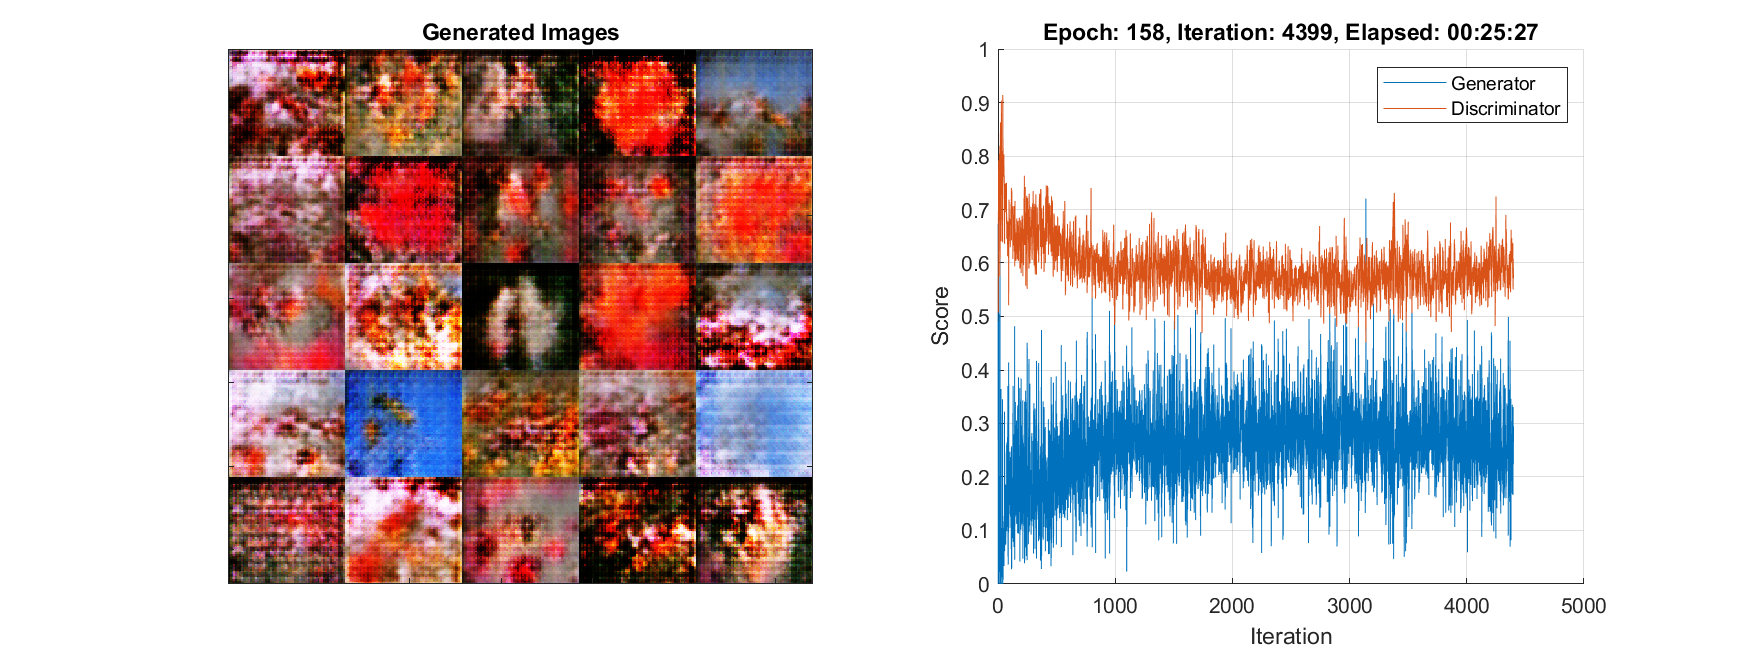 Generated Images
Epoch: 158, Iteration: 4399, Elapsed: 00:25:27
1
Generator
Discriminator
0.9
0.8
0.7
0.6
0.5
0.4
0.3
0.2
0.1
0
Score
0 1000 2000 3000 4000 5000
Iteration